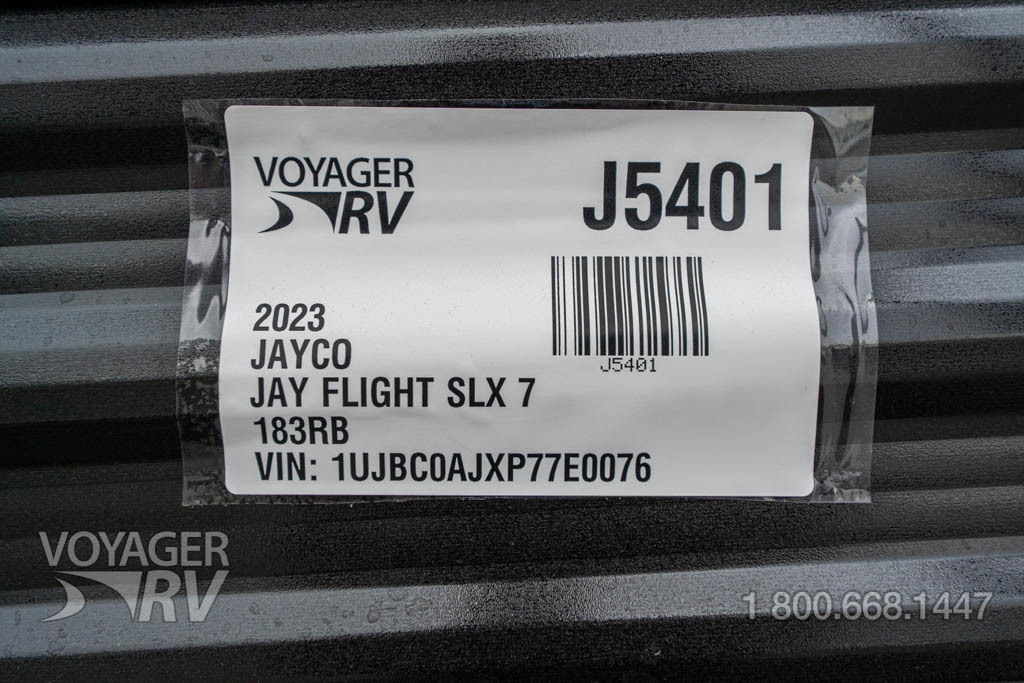 VOYAGER
RV
J5401
J5401
2023
JAYCO
JAY FLIGHT SLX 7
183RB
VIN: 1UJBC0AJXP77E0076
VOYAGER
RV
1 800.668.1447